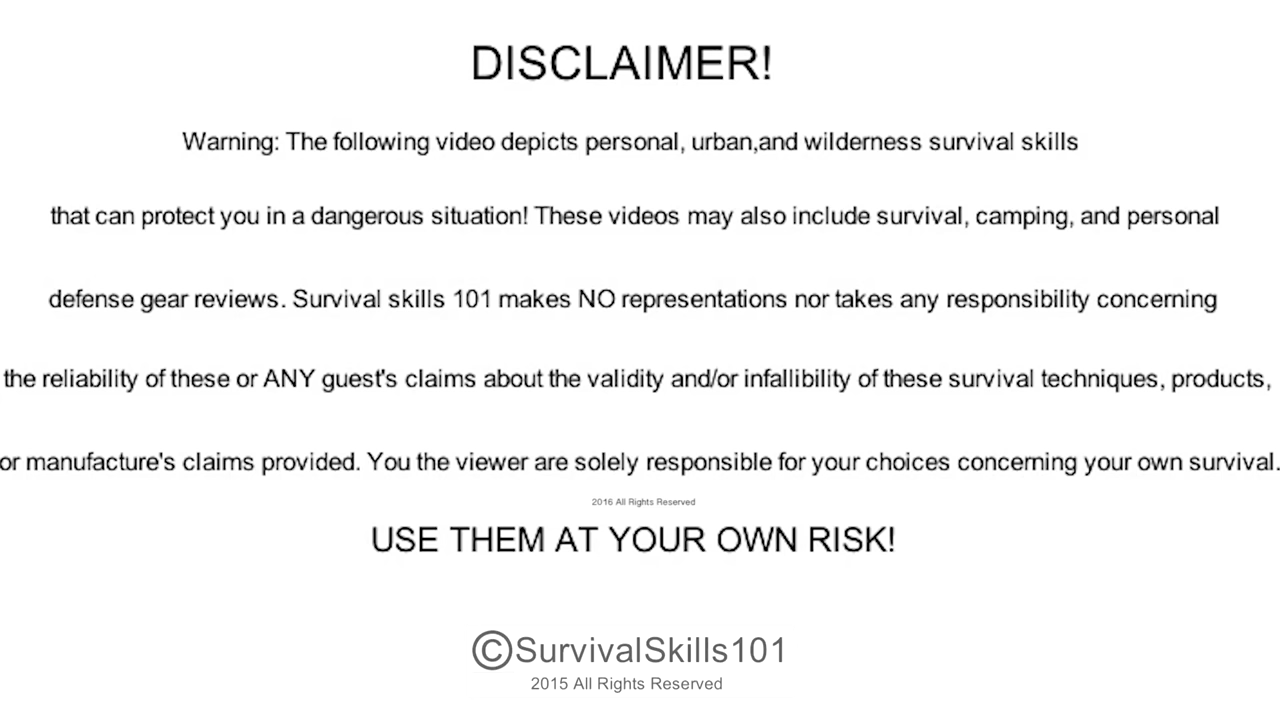 DISCLAIMER!
Warning: The following video depicts personal, urban,and wilderness survival skills
that can protect you in a dangerous situation! These videos may also include survival, camping, and personal
defense gear reviews. Survival skills 101 makes NO representations nor takes any responsibility concerning
the reliability of these or ANY guest's claims about the validity and/or infallibility of these survival techniques, products,
or manufacture's claims provided. You the viewer are solely responsible for your choices concerning your own survival.
2016 All Rights Reserved
USE THEM AT YOUR OWN RISK!
©SurvivalSkills101
2015 All Rights Reserved